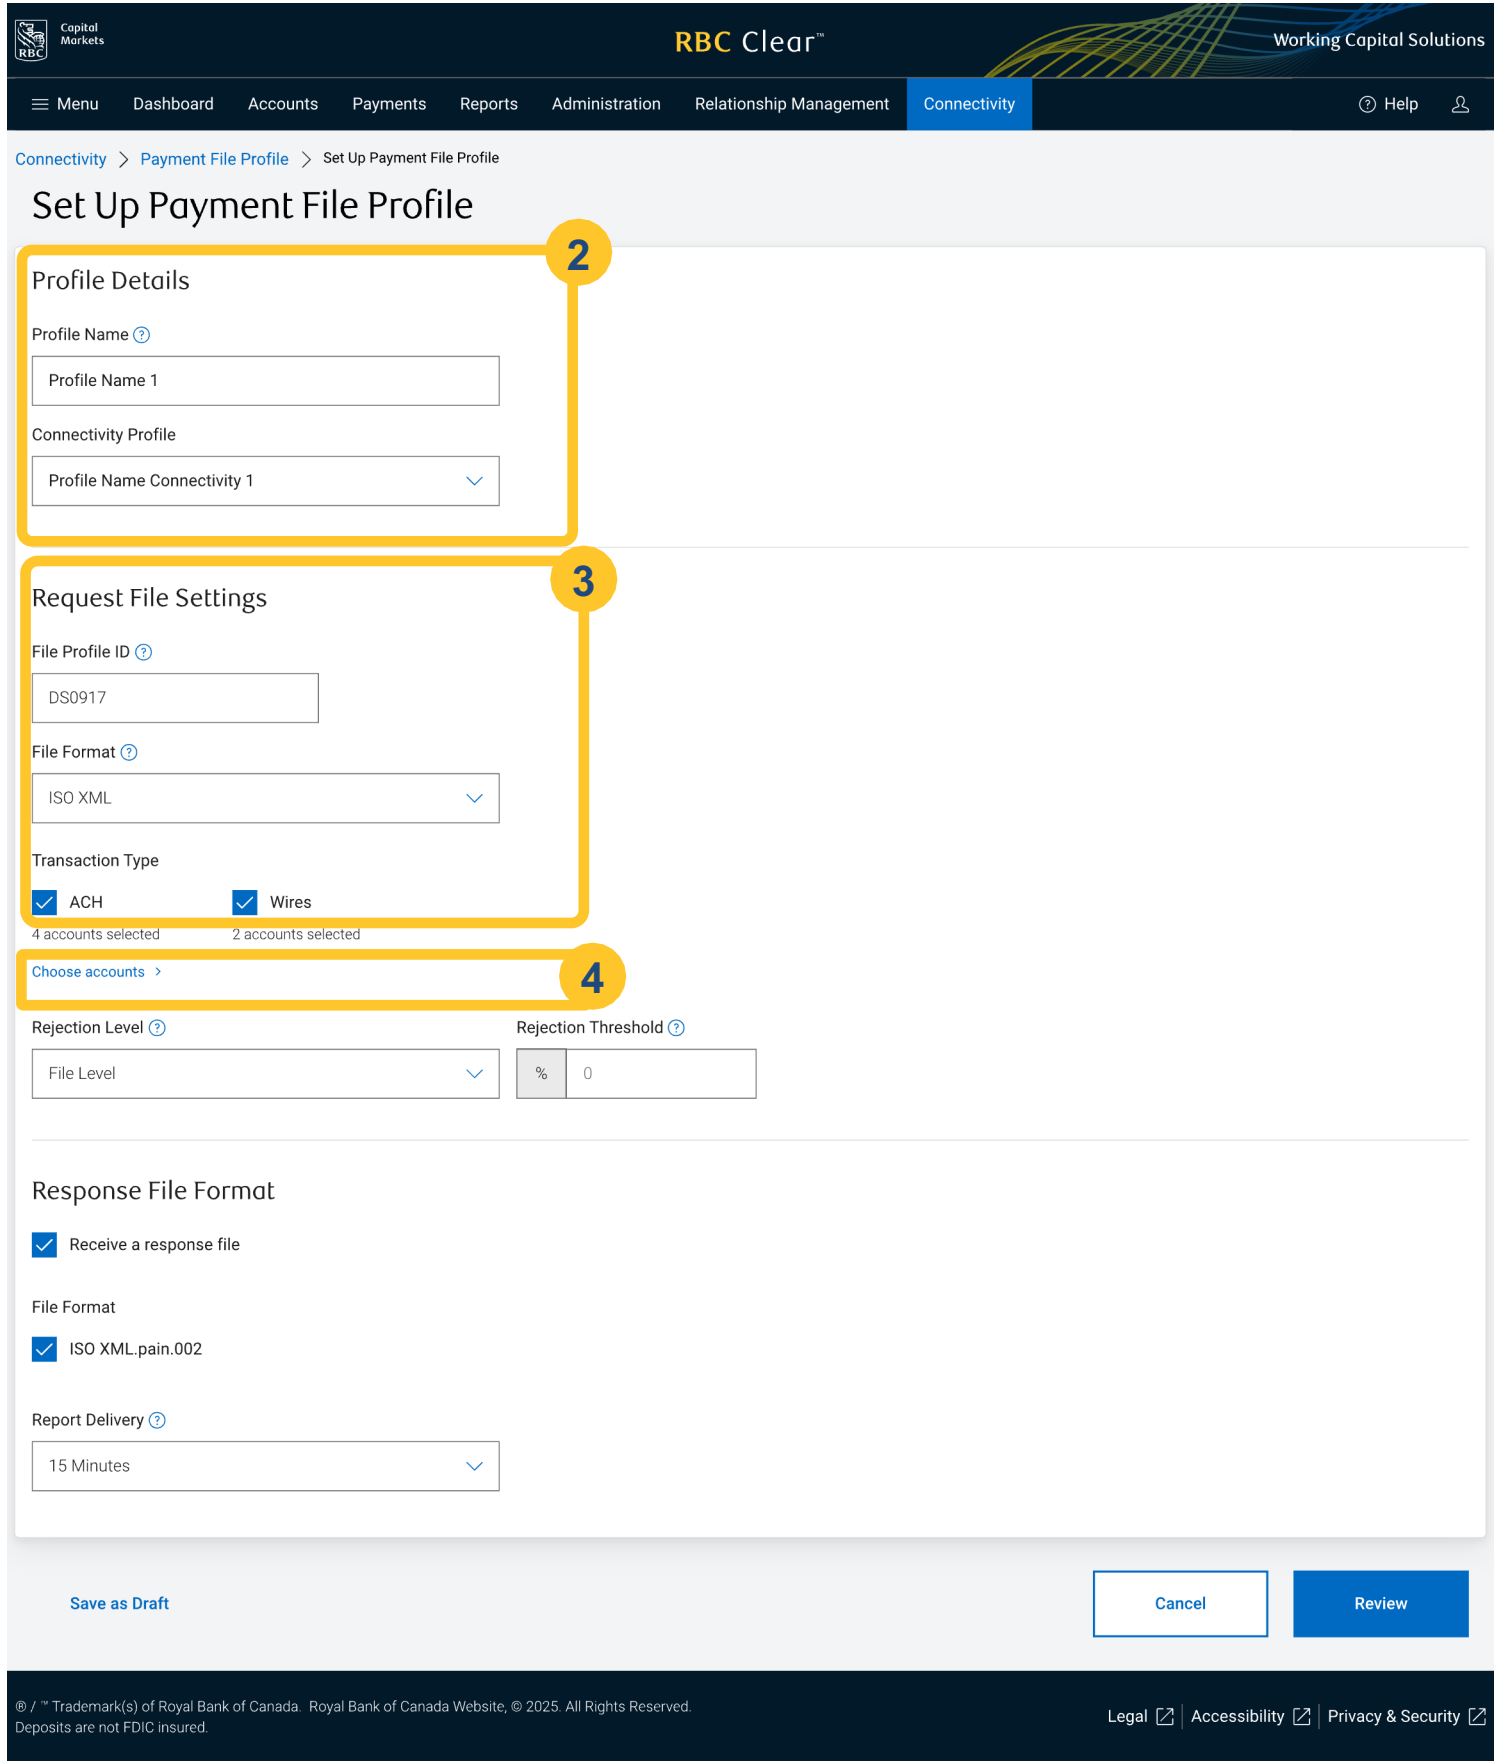 RBC
Capital
Markets
RBC Clear™
Working Capital Solutions
Menu Dashboard Accounts Payments Reports Administration Relationship Management Connectivity Help
Connectivity > Payment File Profile > Set Up Payment File Profile
Set Up Payment File Profile
2
Profile Details
Profile Name ?
Profile Name 1
Connectivity Profile
Profile Name Connectivity 1
3
Request File Settings
File Profile ID ?
DS0917
File Format ?
ISO XML
Transaction Type
ACH Wires
4 accounts selected 2 accounts selected
Choose accounts >
4
Rejection Level ? Rejection Threshold ?
File Level % 0
Response File Format
Receive a response file
File Format
ISO XML.pain.002
Report Delivery ?
15 Minutes
Save as Draft Cancel Review
® / ™ Trademark(s) of Royal Bank of Canada. Royal Bank of Canada Website, © 2025. All Rights Reserved.
Deposits are not FDIC insured.
Legal | Accessibility | Privacy & Security